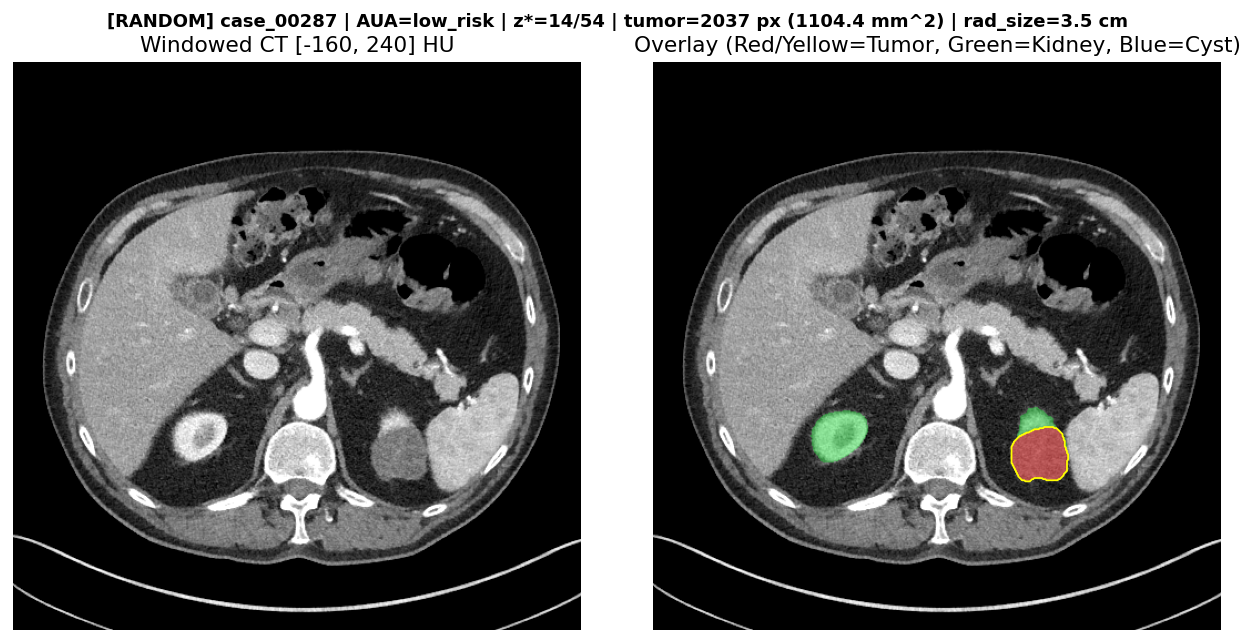 [RANDOM] case_00287 | AUA=low_risk | z*=14/54 | tumor=2037 px (1104.4 mm^2) | rad_size=3.5 cm
Windowed CT [-160, 240] HU
Overlay (Red/Yellow=Tumor, Green=Kidney, Blue=Cyst)